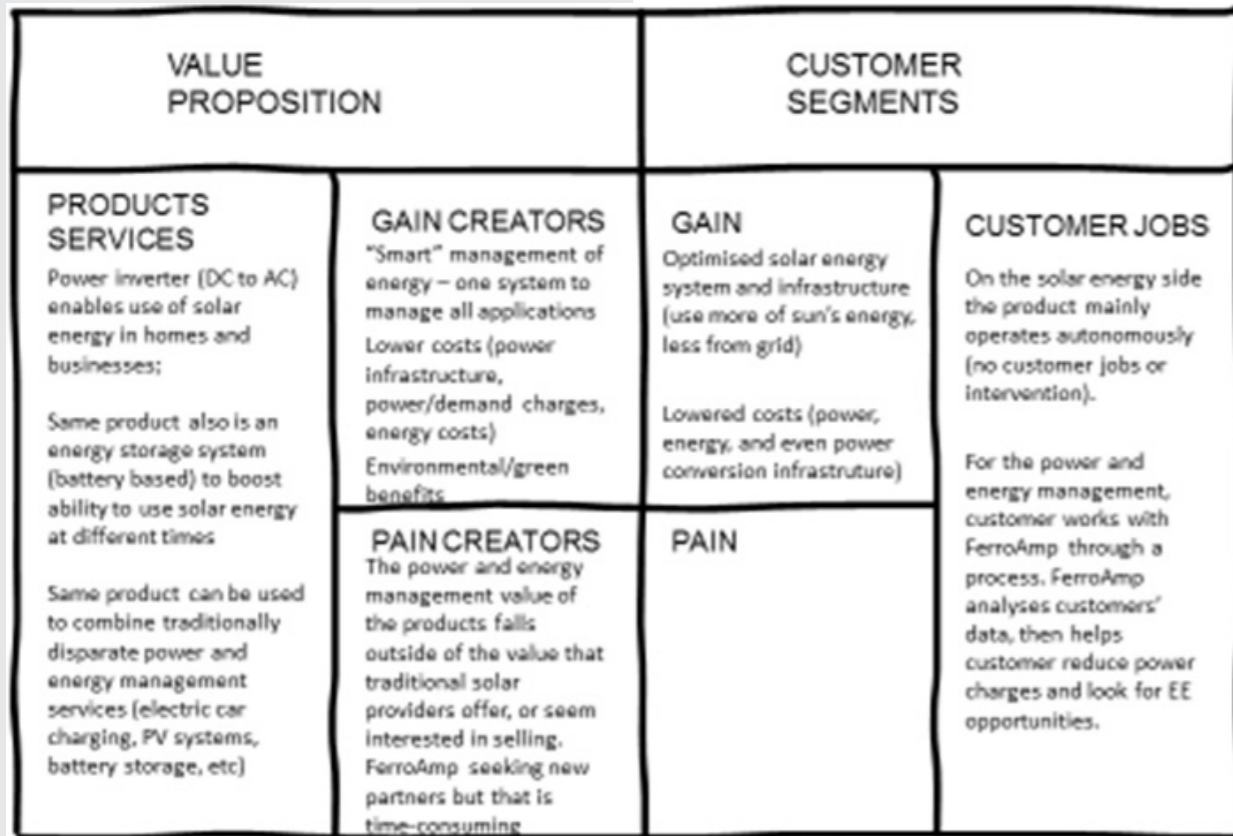 VALUE
PROPOSITION
CUSTOMER
SEGMENTS
PRODUCTS
SERVICES
Power inverter (DC to AC)
enables use of solar
energy in homes and
businesses;
Same product also is an
energy storage system
(battery based) to boost
ability to use solar energy
at different times
Same product can be used
to combine traditionally
disparate power and
energy management
services (electric car
charging, PV systems,
battery storage, etc)
GAIN CREATORS
"Smart" management of
energy – one system to
manage all applications
Lower costs (power
infrastructure,
power/demand charges,
energy costs)
Environmental/green
benefits
PAIN CREATORS
The power and energy
management value of
the products falls
outside of the value that
traditional solar
providers offer, or seem
interested in selling.
FerroAmp seeking new
partners but that is
time-consuming
GAIN
Optimised solar energy
system and infrastructure
(use more of sun's energy,
less from grid)
Lowered costs (power,
energy, and even power
conversion infrastruture)
PAIN
CUSTOMER JOBS
On the solar energy side
the product mainly
operates autonomously
(no customer jobs or
intervention).
For the power and
energy management,
customer works with
FerroAmp through a
process. FerroAmp
analyses customers'
data, then helps
customer reduce power
charges and look for EE
opportunities.